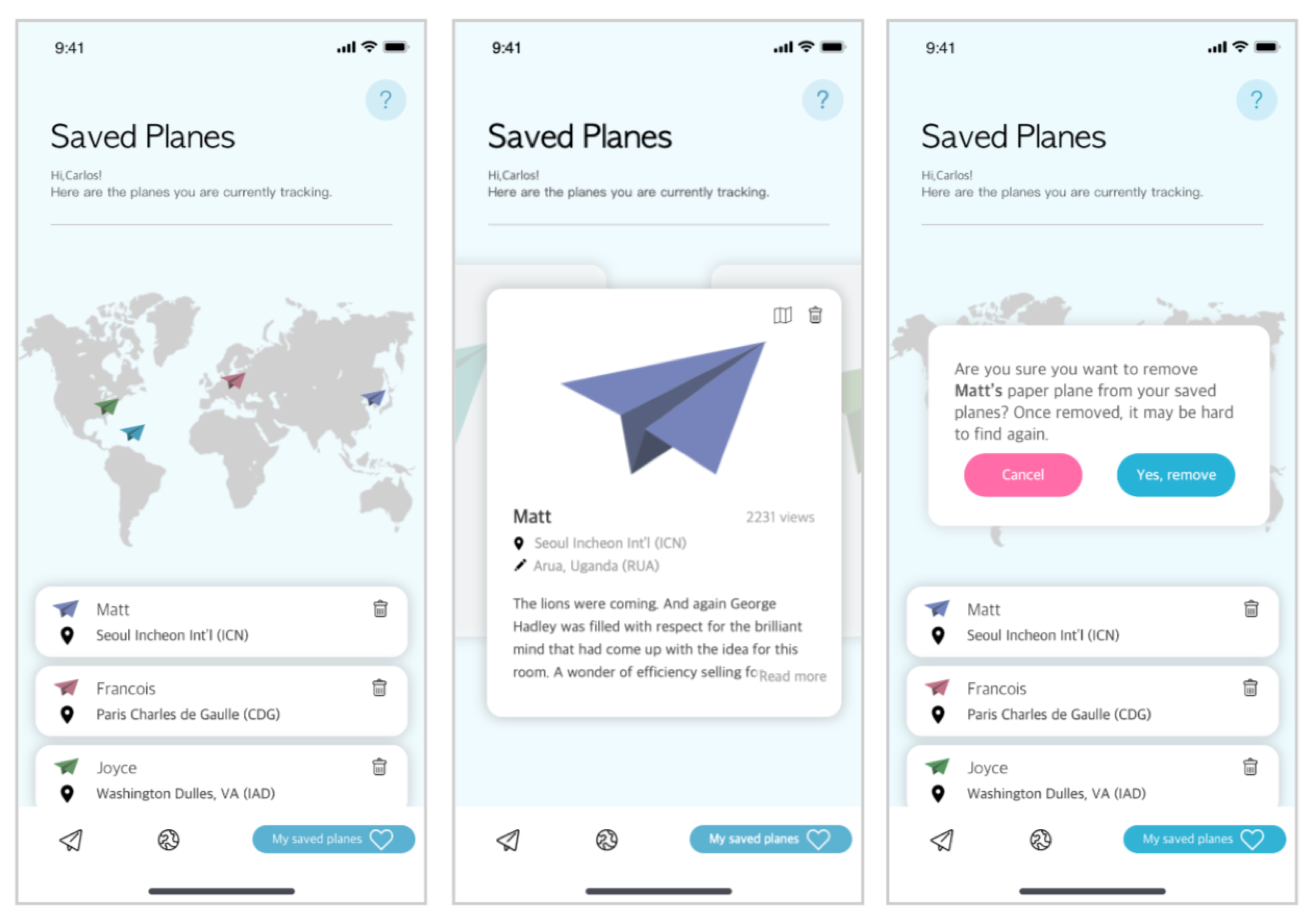 9:41
?
Saved Planes
Hi,Carlos!
Here are the planes you are currently tracking.
Matt
Seoul Incheon Int'l (ICN)
Francois
Paris Charles de Gaulle (CDG)
Joyce
Washington Dulles, VA (IAD)
My saved planes
9:41
?
Saved Planes
Hi,Carlos!
Here are the planes you are currently tracking.
Matt 2231 views
Seoul Incheon Int'l (ICN)
Arua, Uganda (RUA)
The lions were coming. And again George
Hadley was filled with respect for the brilliant
mind that had come up with the idea for this
room. A wonder of efficiency selling fo Read more
My saved planes
9:41
?
Saved Planes
Hi,Carlos!
Here are the planes you are currently tracking.
Are you sure you want to remove
Matt's paper plane from your saved
planes? Once removed, it may be hard
to find again.
Cancel Yes, remove
Matt
Seoul Incheon Int'l (ICN)
Francois
Paris Charles de Gaulle (CDG)
Joyce
Washington Dulles, VA (IAD)
My saved planes